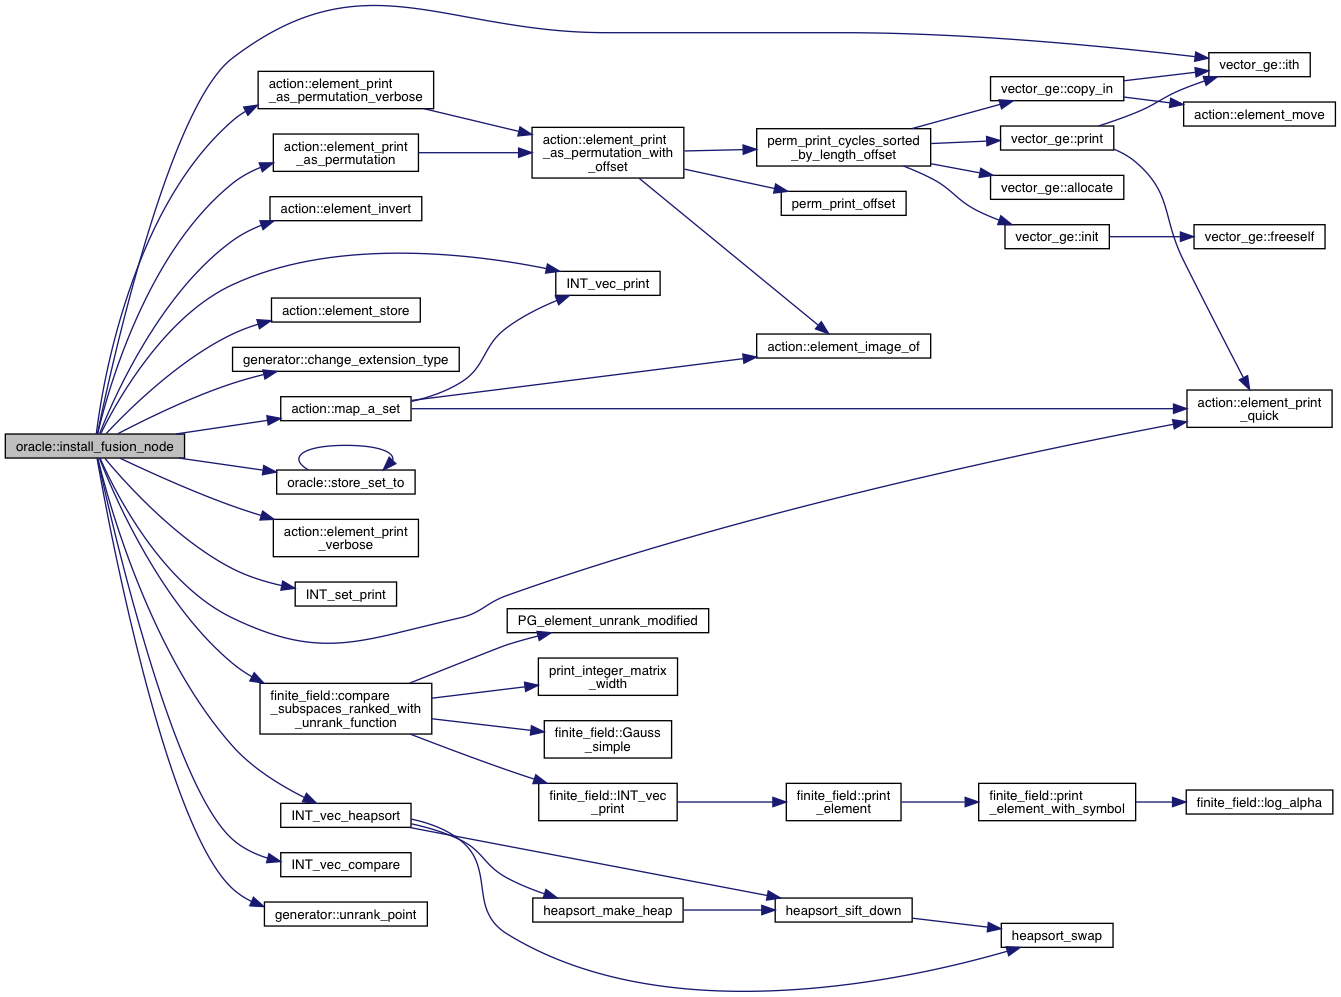 oracle::install_fusion_node
action::element_print
_as_permutation_verbose
action::element_print
_as_permutation
action::element_invert
action::element_store
generator::change_extension_type
action::map_a_set
oracle::store_set_to
action::element_print
_verbose
INT_set_print
finite_field::compare
_subspaces_ranked_with
_unrank_function
INT_vec_heapsort
INT_vec_compare
generator::unrank_point
action::element_print
_as_permutation_with
_offset
INT_vec_print
PG_element_unrank_modified
print_integer_matrix
_width
finite_field::Gauss
_simple
finite_field::INT_vec
_print
heapsort_make_heap
perm_print_cycles_sorted
_by_length_offset
perm_print_offset
action::element_image_of
finite_field::print
_element
heapsort_sift_down
vector_ge::copy_in
vector_ge::print
vector_ge::allocate
vector_ge::init
finite_field::print
_element_with_symbol
heapsort_swap
vector_ge::ith
action::element_move
vector_ge::freeself
action::element_print
_quick
finite_field::log_alpha